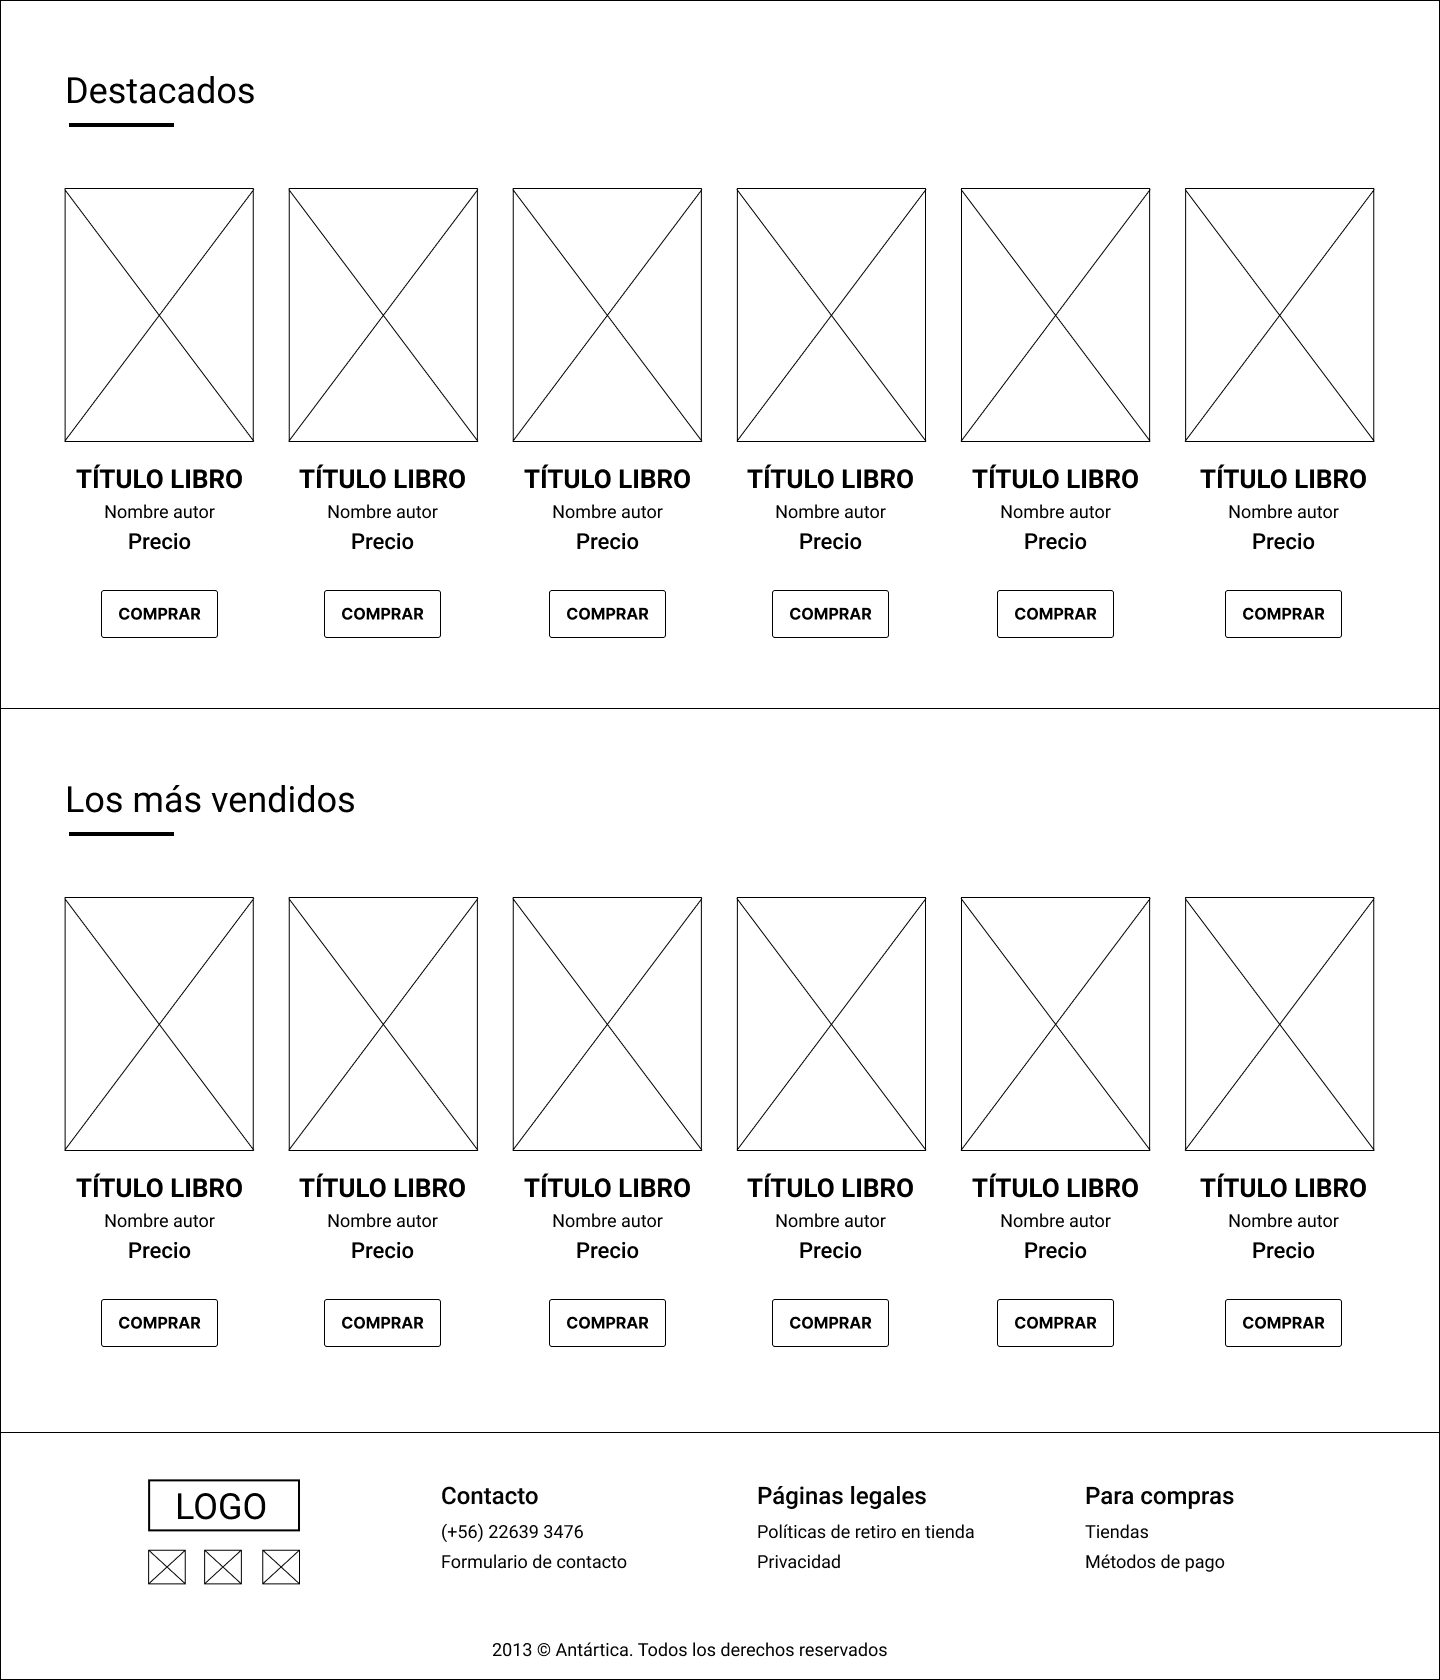 Destacados
TÍTULO LIBRO TÍTULO LIBRO TÍTULO LIBRO TÍTULO LIBRO TÍTULO LIBRO TÍTULO LIBRO
Nombre autor Nombre autor Nombre autor Nombre autor Nombre autor Nombre autor
Precio Precio Precio Precio Precio Precio
COMPRAR COMPRAR COMPRAR COMPRAR COMPRAR COMPRAR
Los más vendidos
TÍTULO LIBRO TÍTULO LIBRO TÍTULO LIBRO TÍTULO LIBRO TÍTULO LIBRO TÍTULO LIBRO
Nombre autor Nombre autor Nombre autor Nombre autor Nombre autor Nombre autor
Precio Precio Precio Precio Precio Precio
COMPRAR COMPRAR COMPRAR COMPRAR COMPRAR COMPRAR
LOGO
Contacto
(+56) 22639 3476
Formulario de contacto
Páginas legales
Políticas de retiro en tienda
Privacidad
Para compras
Tiendas
Métodos de pago
2013 © Antártica. Todos los derechos reservados